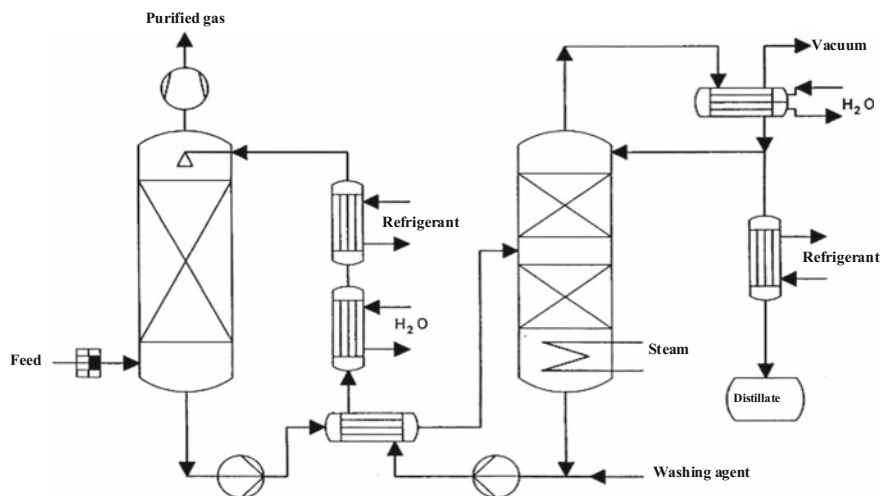 Purified gas
Vacuum
H2O
Refrigerant
Refrigerant
H2O
Feed
Steam
Distillate
Washing agent